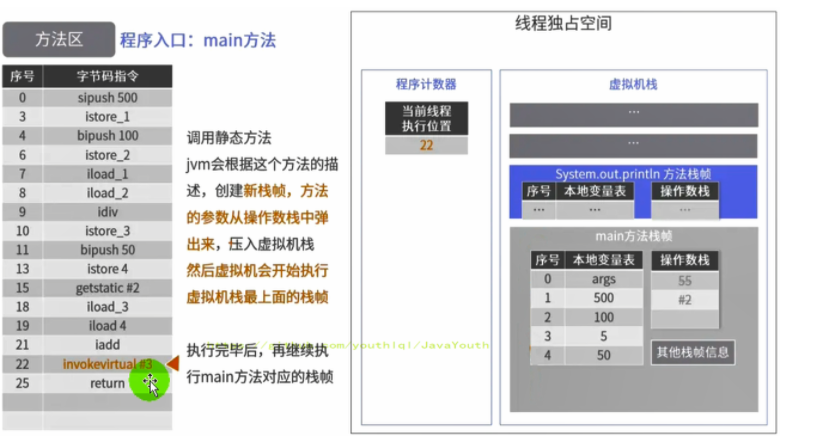 方法区
程序入口：main方法
序号 字节码指令
0 sipush 500
3 istore_1
4 bipush 100
6 istore_2
7 iload_1
8 iload_2
9 idiv
10 istore_3
11 bipush 50
13 istore 4
15 getstatic #2
18 iload_3
19 iload 4
21 iadd
22 invokevirtual #3
25 return
调用静态方法
jvm会根据这个方法的描
述，创建新栈帧，方法
的参数从操作数栈中弹
出来，压入虚拟机栈
然后虚拟机会开始执行
虚拟机栈最上面的栈帧
执行完毕后，再继续执
行main方法对应的栈帧
线程独占空间
程序计数器
当前线程
执行位置
22
虚拟机栈
...
...
System.out.println 方法栈帧
序号 本地变量表 操作数栈
... ... ...
main方法栈帧
序号 本地变量表 操作数栈
0 args 55
1 500 #2
2 100
3 5
4 50
其他栈帧信息
youthlql/JavaYouth